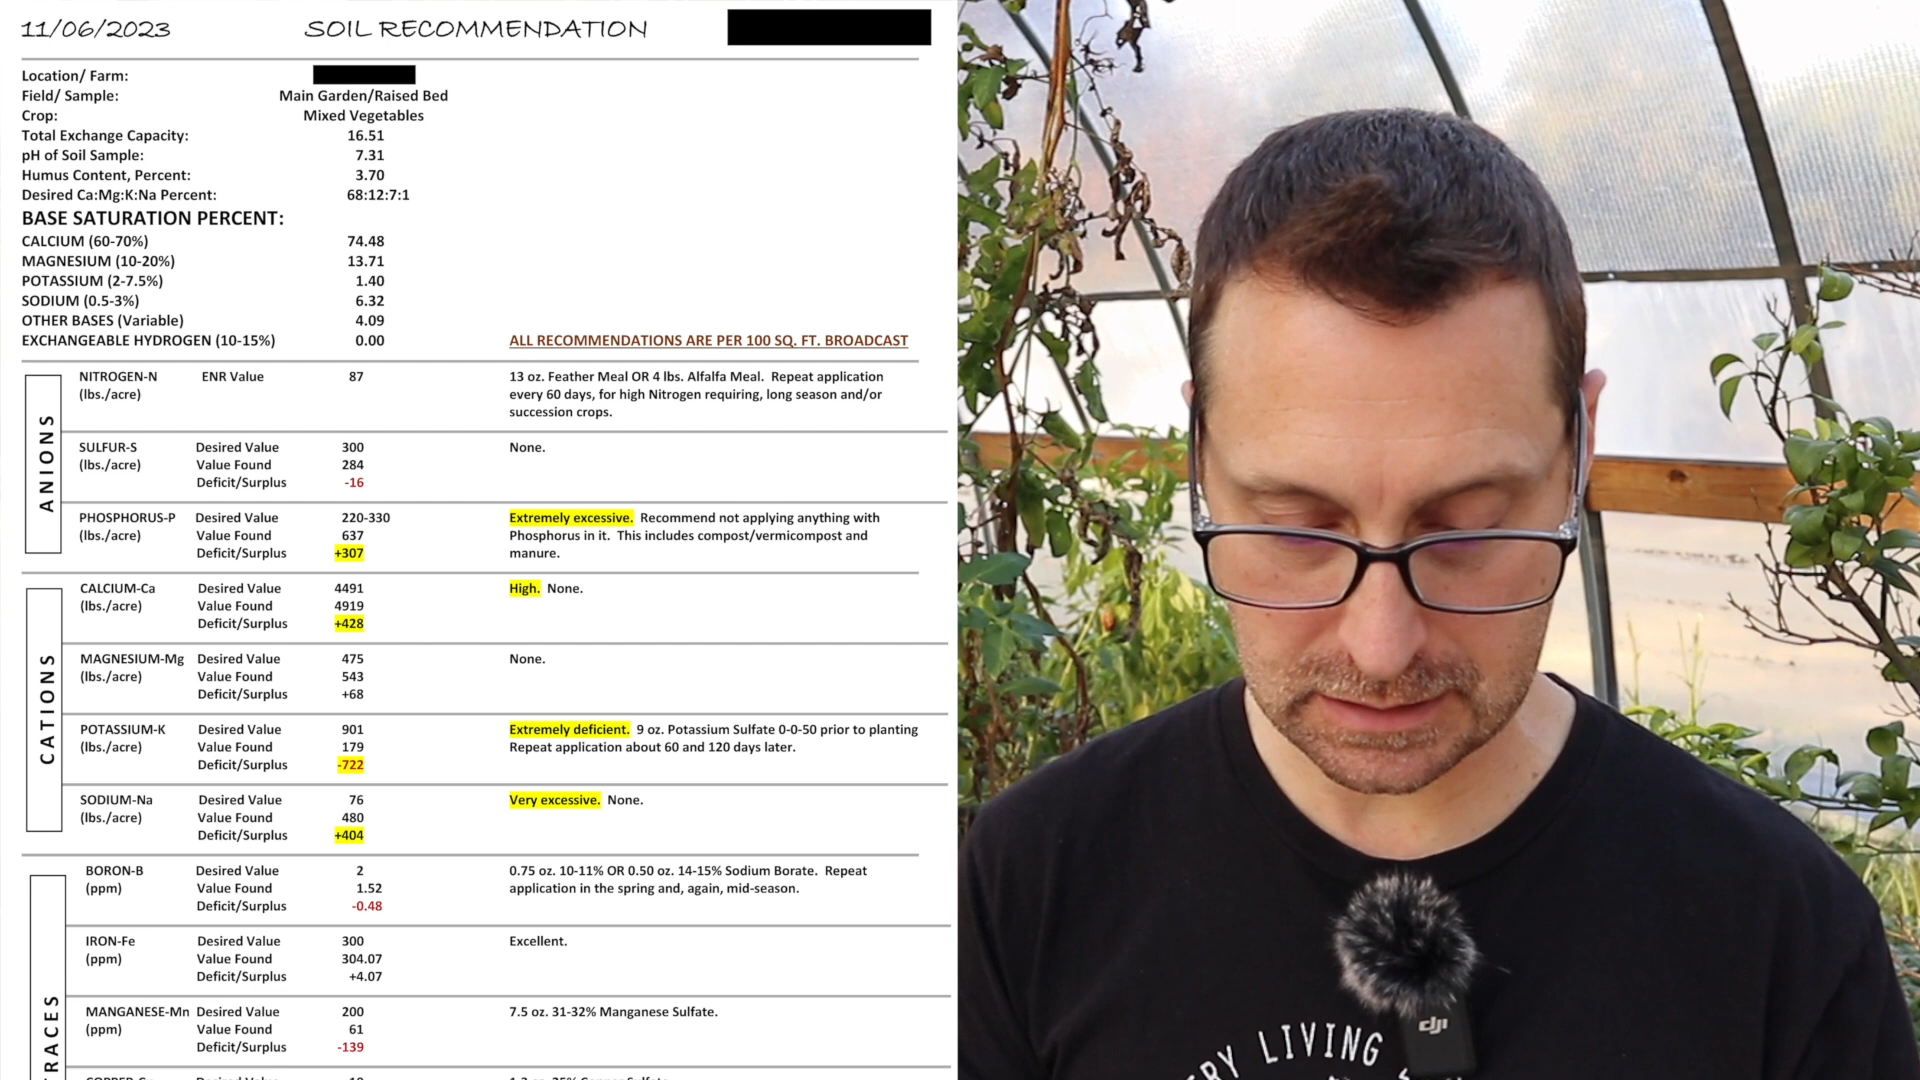 11/06/2023 SOIL RECOMMENDATION
Location/ Farm:
Field/ Sample: Main Garden/Raised Bed
Crop: Mixed Vegetables
Total Exchange Capacity: 16.51
pH of Soil Sample: 7.31
Humus Content, Percent: 3.70
Desired Ca:Mg:K:Na Percent: 68:12:7:1
BASE SATURATION PERCENT:
CALCIUM (60-70%) 74.48
MAGNESIUM (10-20%) 13.71
POTASSIUM (2-7.5%) 1.40
SODIUM (0.5-3%) 6.32
OTHER BASES (Variable) 4.09
EXCHANGEABLE HYDROGEN (10-15%) 0.00 ALL RECOMMENDATIONS ARE PER 100 SQ. FT. BROADCAST
ANIONS
NITROGEN-N ENR Value 87 13 oz. Feather Meal OR 4 lbs. Alfalfa Meal. Repeat application
(lbs./acre) every 60 days, for high Nitrogen requiring, long season and/or
succession crops.
SULFUR-S Desired Value 300 None.
(lbs./acre) Value Found 284
Deficit/Surplus -16
PHOSPHORUS-P Desired Value 220-330 Extremely excessive. Recommend not applying anything with
(lbs./acre) Value Found 637 Phosphorus in it. This includes compost/vermicompost and
Deficit/Surplus +307 manure.
CATIONS
CALCIUM-Ca Desired Value 4491 High. None.
(lbs./acre) Value Found 4919
Deficit/Surplus +428
MAGNESIUM-Mg Desired Value 475 None.
(lbs./acre) Value Found 543
Deficit/Surplus +68
POTASSIUM-K Desired Value 901 Extremely deficient. 9 oz. Potassium Sulfate 0-0-50 prior to planting
(lbs./acre) Value Found 179 Repeat application about 60 and 120 days later.
Deficit/Surplus -722
SODIUM-Na Desired Value 76 Very excessive. None.
(lbs./acre) Value Found 480
Deficit/Surplus +404
RACES
BORON-B Desired Value 2 0.75 oz. 10-11% OR 0.50 oz. 14-15% Sodium Borate. Repeat
(ppm) Value Found 1.52 application in the spring and, again, mid-season.
Deficit/Surplus -0.48
IRON-Fe Desired Value 300 Excellent.
(ppm) Value Found 304.07
Deficit/Surplus +4.07
MANGANESE-Mn Desired Value 200 7.5 oz. 31-32% Manganese Sulfate.
(ppm) Value Found 61
Deficit/Surplus -139
LIVING
dji